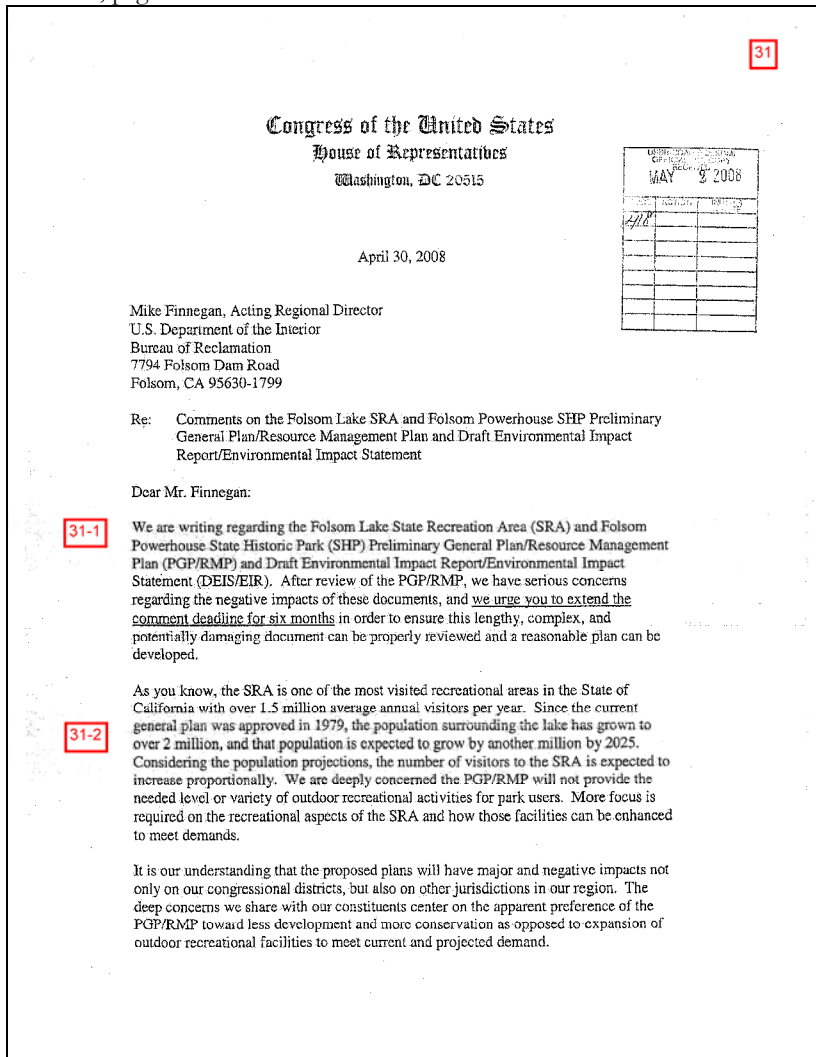 31
Congress of the United States
House of Representatives
Washington, DC 20515
RECEIVED
MAY 2 2008
418
April 30, 2008
Mike Finnegan, Acting Regional Director
U.S. Department of the Interior
Bureau of Reclamation
7794 Folsom Dam Road
Folsom, CA 95630-1799
Re: Comments on the Folsom Lake SRA and Folsom Powerhouse SHP Preliminary
General Plan/Resource Management Plan and Draft Environmental Impact
Report/Environmental Impact Statement
Dear Mr. Finnegan:
31-1
We are writing regarding the Folsom Lake State Recreation Area (SRA) and Folsom
Powerhouse State Historic Park (SHP) Preliminary General Plan/Resource Management
Plan (PGP/RMP) and Draft Environmental Impact Report/Environmental Impact
Statement (DEIS/EIR). After review of the PGP/RMP, we have serious concerns
regarding the negative impacts of these documents, and we urge you to extend the
comment deadline for six months in order to ensure this lengthy, complex, and
potentially damaging document can be properly reviewed and a reasonable plan can be
developed.
As you know, the SRA is one of the most visited recreational areas in the State of
California with over 1.5 million average annual visitors per year. Since the current
31-2
general plan was approved in 1979, the population surrounding the lake has grown to
over 2 million, and that population is expected to grow by another million by 2025.
Considering the population projections, the number of visitors to the SRA is expected to
increase proportionally. We are deeply concerned the PGP/RMP will not provide the
needed level or variety of outdoor recreational activities for park users. More focus is
required on the recreational aspects of the SRA and how those facilities can be enhanced
to meet demands.
It is our understanding that the proposed plans will have major and negative impacts not
only on our congressional districts, but also on other jurisdictions in our region. The
deep concerns we share with our constituents center on the apparent preference of the
PGP/RMP toward less development and more conservation as opposed to expansion of
outdoor recreational facilities to meet current and projected demand.